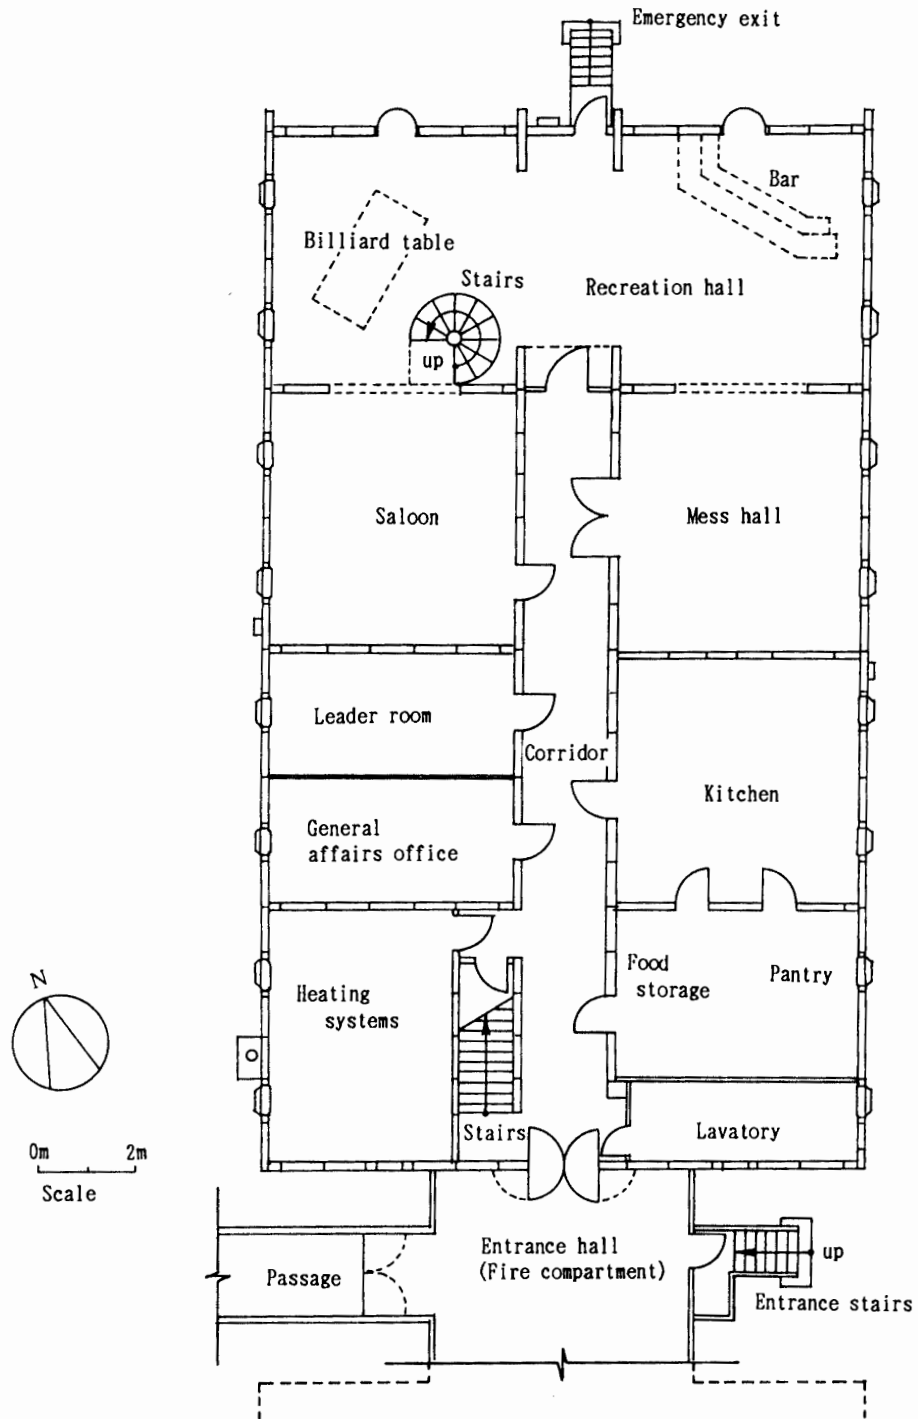 Emergency exit
Bar
Billiard table
Stairs
Recreation hall
up
Saloon
Mess hall
Leader room
Corridor
Kitchen
General
affairs office
Food
storage
Pantry
N
Heating
systems
Stairs
Lavatory
0m 2m
Scale
Entrance hall
(Fire compartment)
up
Passage
Entrance stairs